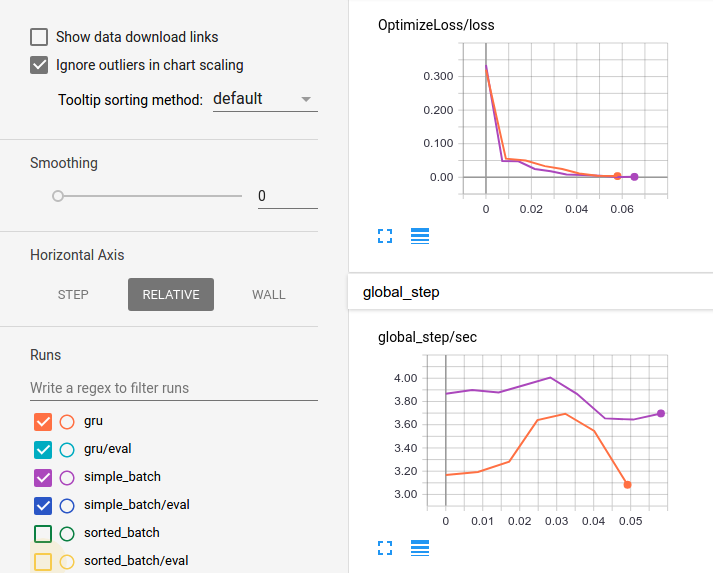 Show data download links
Ignore outliers in chart scaling
Tooltip sorting method: default
Smoothing
0
Horizontal Axis
STEP RELATIVE WALL
Runs
Write a regex to filter runs
gru
gru/eval
simple_batch
simple_batch/eval
sorted_batch
sorted_batch/eval
OptimizeLoss/loss
0.300
0.200
0.100
0.00
0 0.02 0.04 0.06
global_step
global_step/sec
4.00
3.80
3.60
3.40
3.20
3.00
0 0.01 0.02 0.03 0.04 0.05